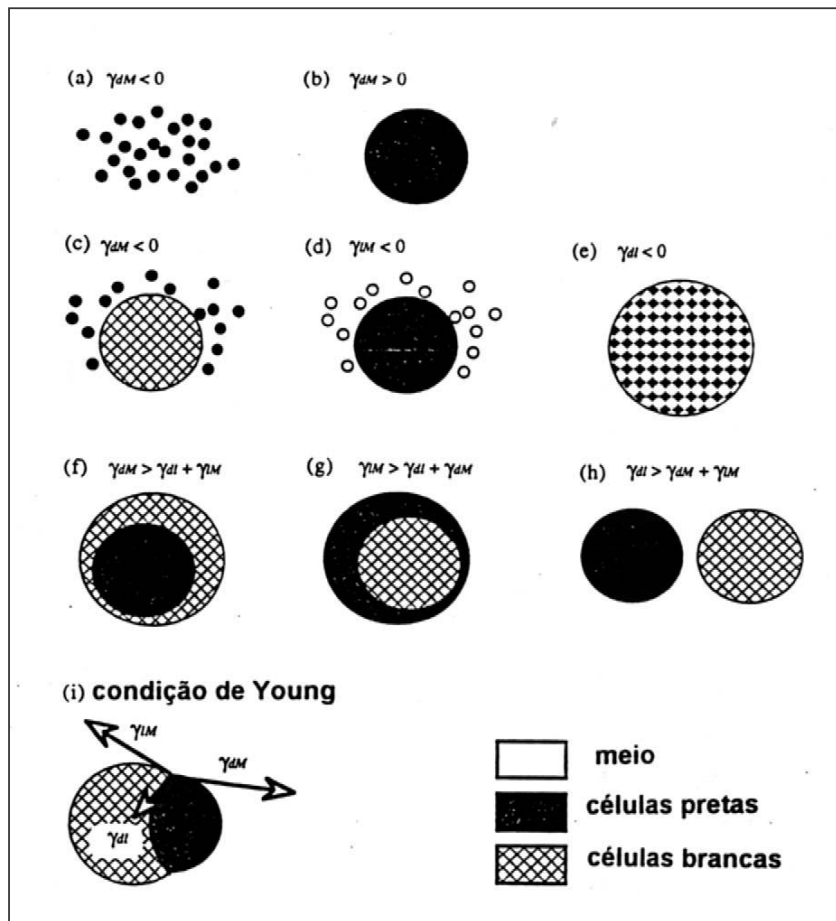 (a) γdM < 0
(b) γdM > 0
(c) γdM < 0
(d) γlM < 0
(e) γdl < 0
(f) γdM > γdl + γlM
(g) γlM > γdl + γdM
(h) γdl > γdM + γlM
(i) condição de Young
γlM
γdM
γdl
meio
células pretas
células brancas